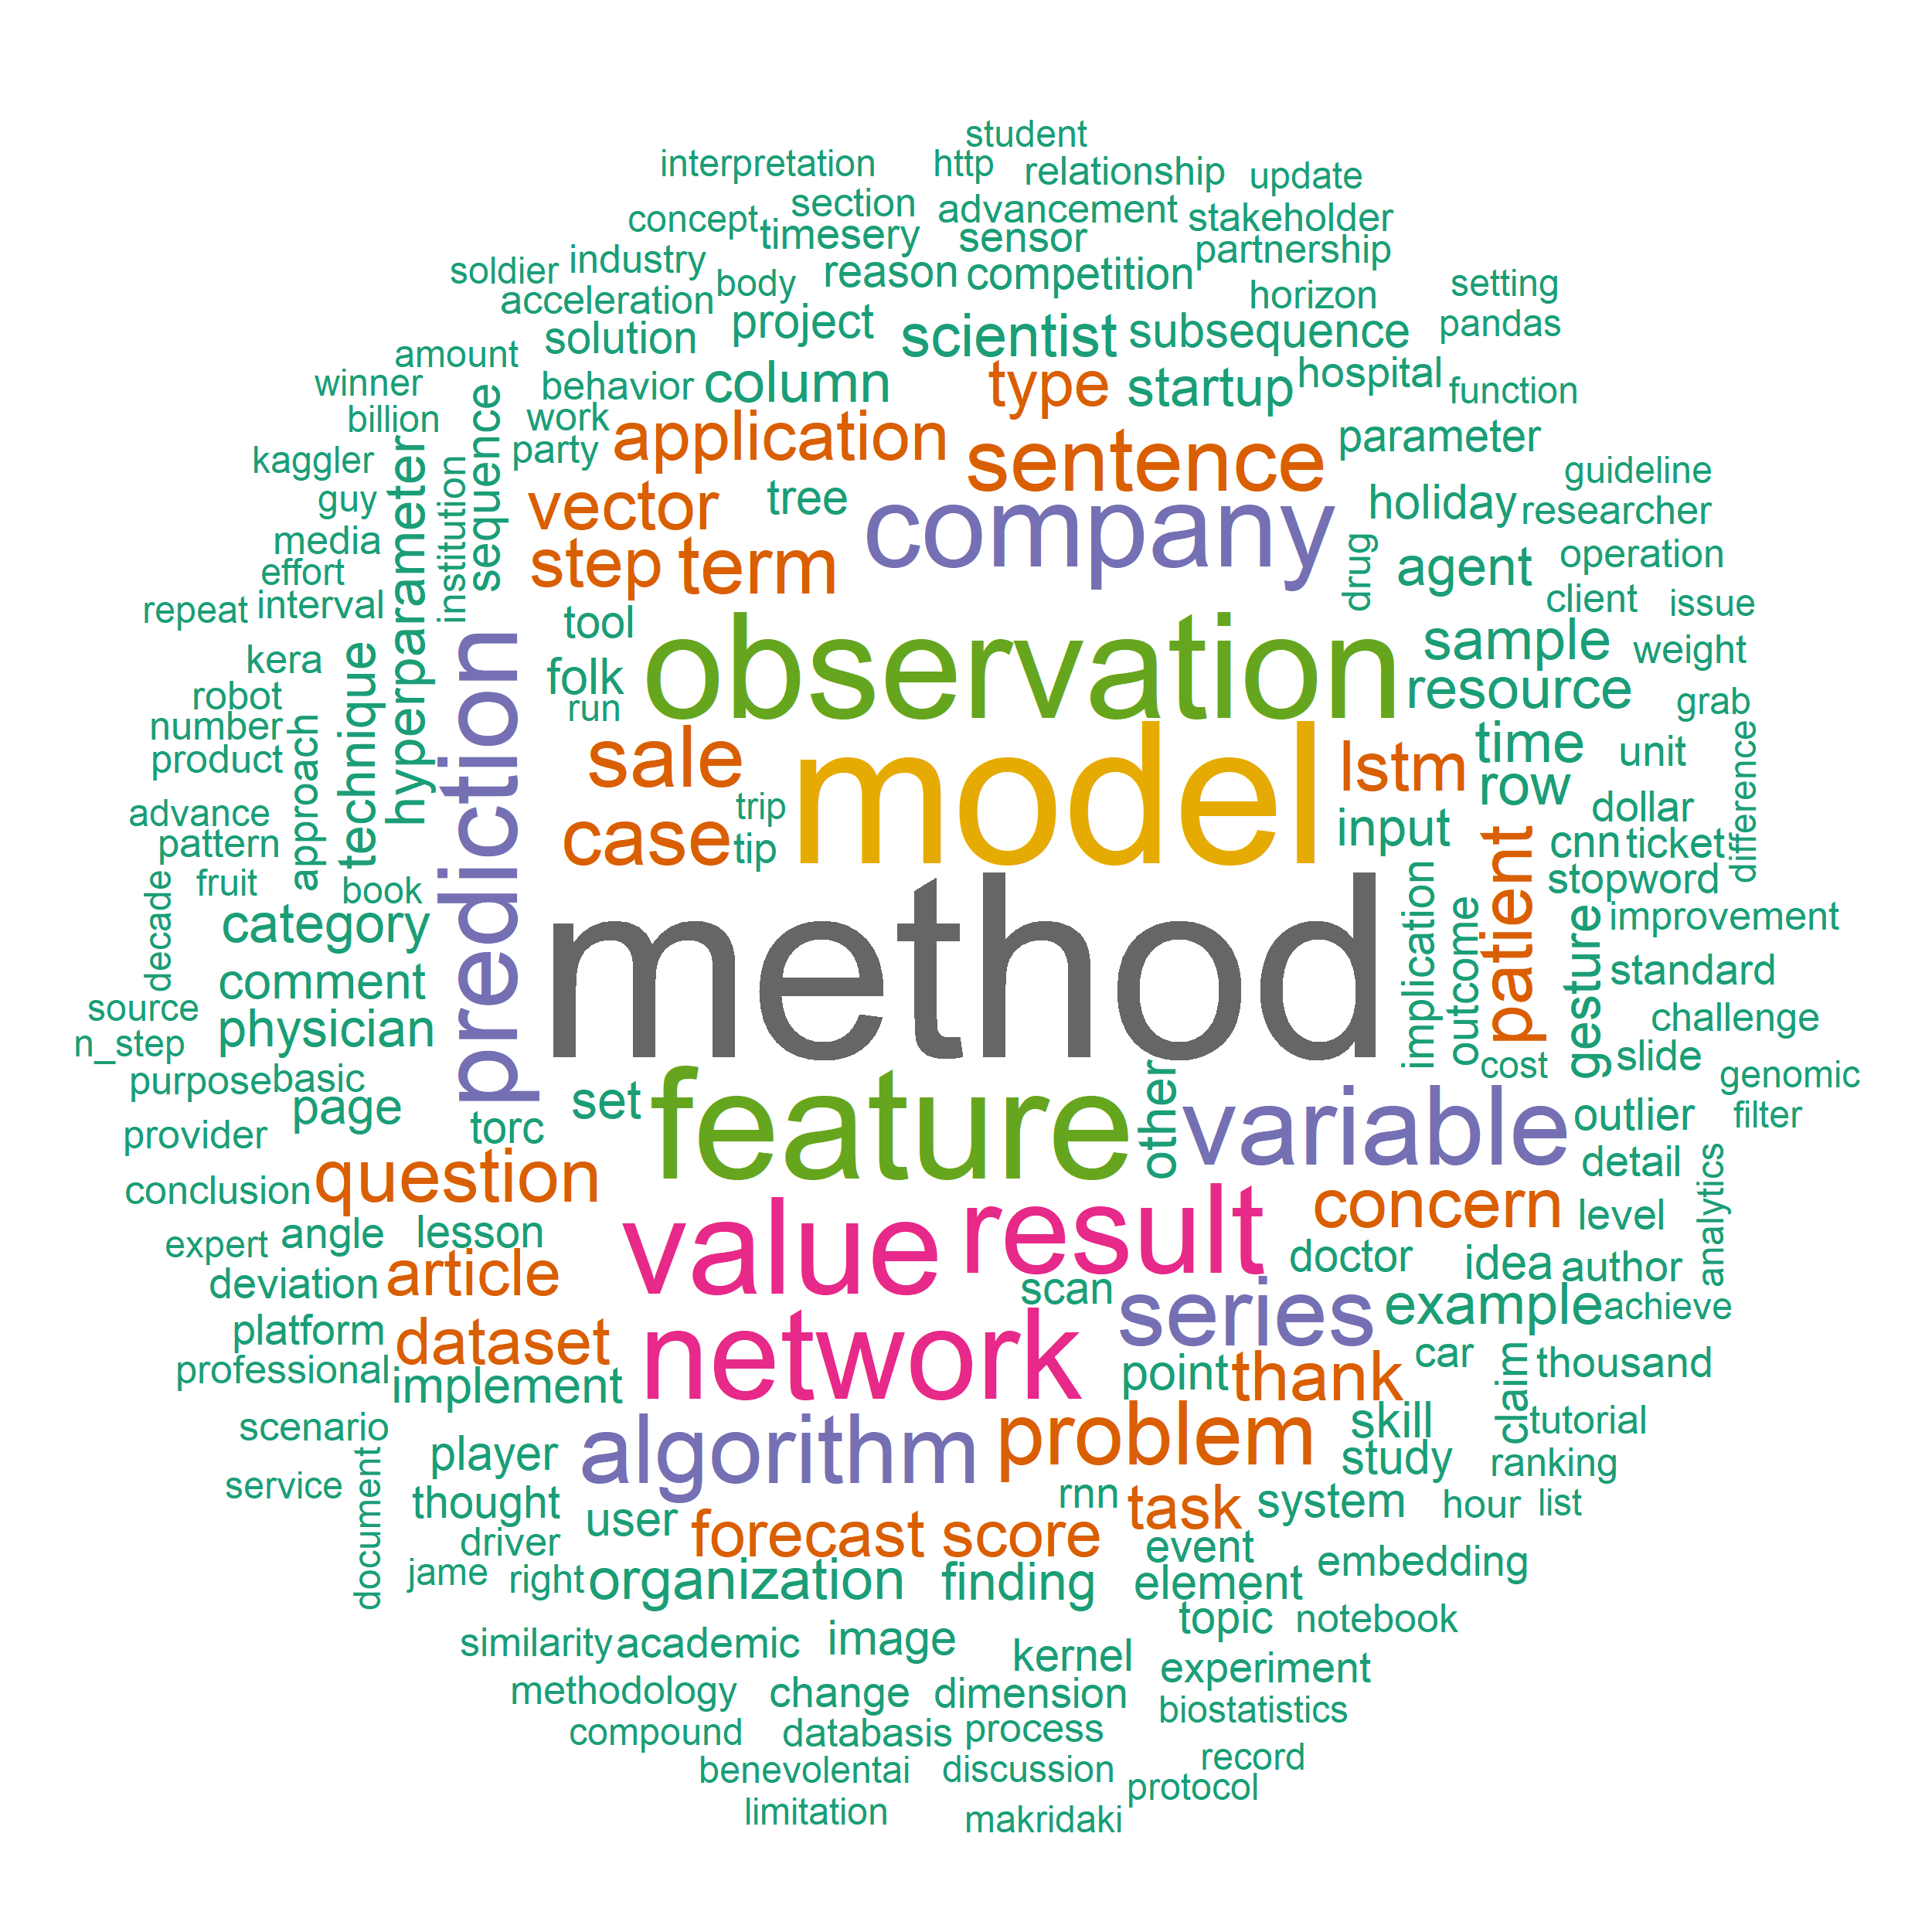 student
interpretation http relationship update
section advancement stakeholder
concept timesery sensor partnership
soldier industry body reason competition setting
acceleration horizon
solution project scientist subsequence pandas
amount winner behavior column type startup hospital function
billion work application sentence parameter
kaggler party guideline
guy vector tree company holiday researcher
media hyperparameter institution sequence
effort step term drug agent operation
repeat interval tool observation client issue
kera folk sample weight
robot run resource grab
number technique prediction sale model lstm time unit difference
product approach row dollar
advance trip input cnn ticket
pattern case tip patient stopword
fruit book method
decade category implication outcome gesture improvement
comment standard
source physician challenge
n_step cost slide genomic
purpose basic set feature other variable outlier filter
page torc
provider detail
conclusion question value result concern level analytics
expert angle lesson doctor idea author
deviation article scan series example achieve
platform dataset network
professional implement point thank car claim thousand
scenario algorithm problem skill tutorial
player study ranking
service document thought user rnn task system hour list
driver forecast score event embedding
jame right organization finding element
topic notebook
similarity academic image kernel experiment
methodology change dimension biostatistics
compound databasis process
benevolentai discussion record
protocol
limitation makridaki